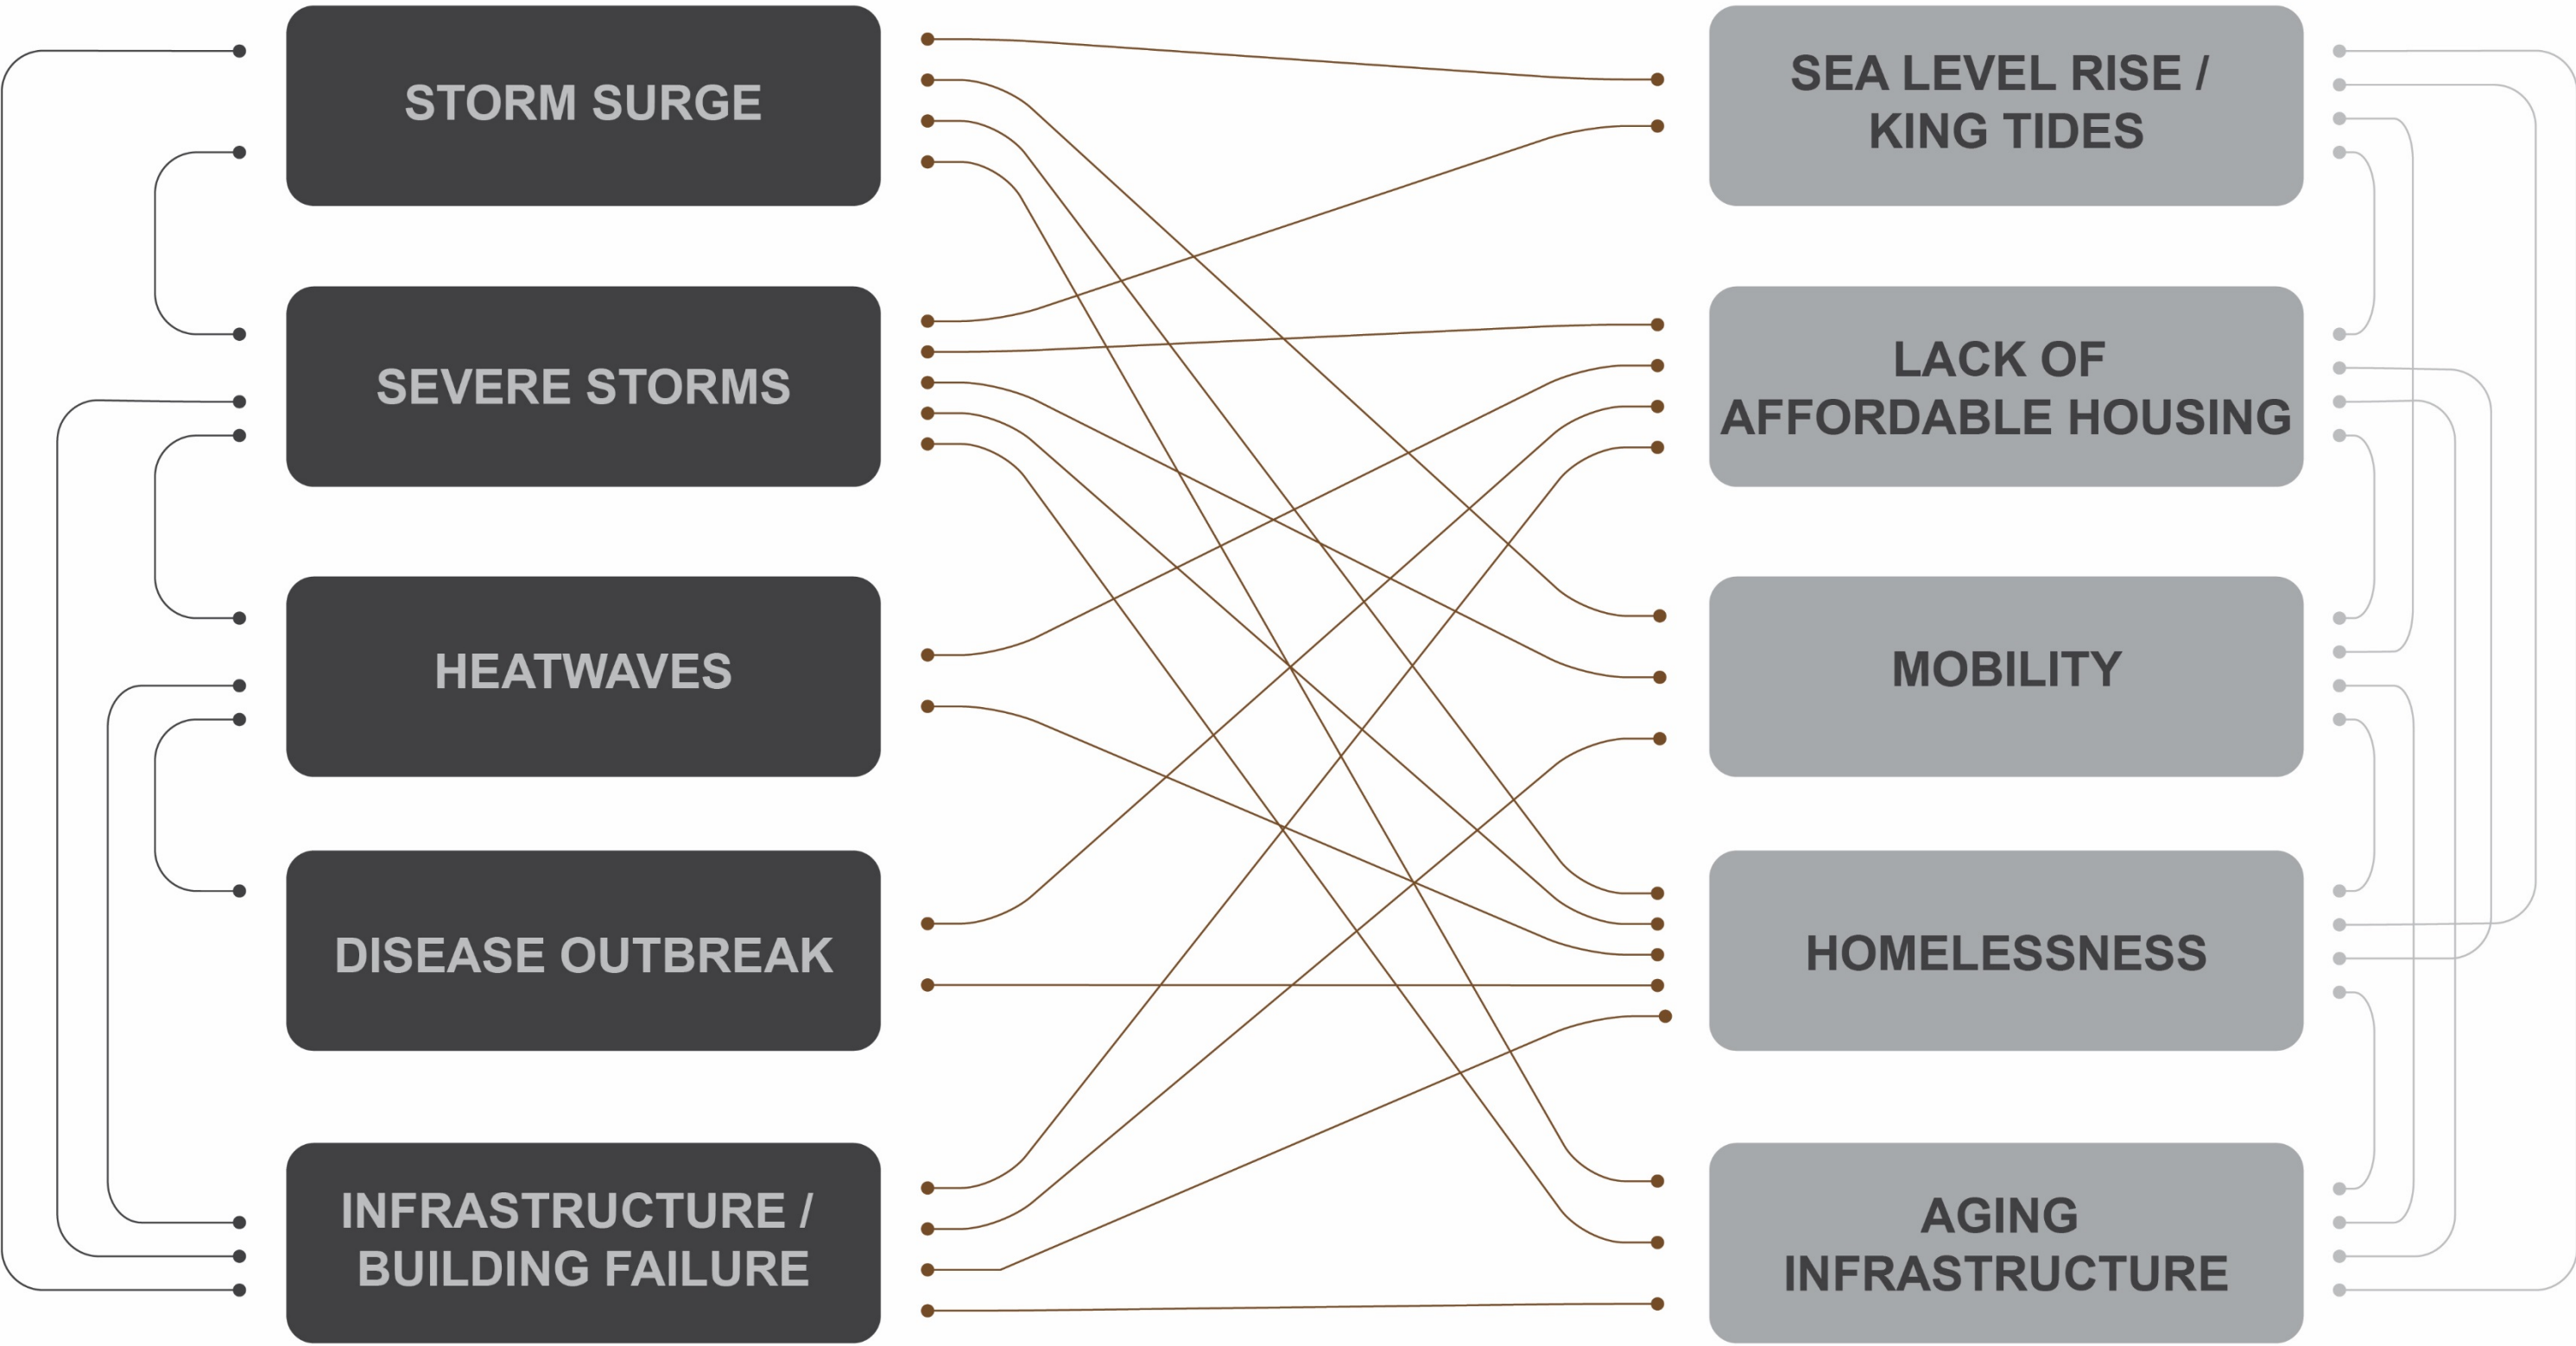 STORM SURGE
SEVERE STORMS
HEATWAVES
DISEASE OUTBREAK
INFRASTRUCTURE /
BUILDING FAILURE
SEA LEVEL RISE /
KING TIDES
LACK OF
AFFORDABLE HOUSING
MOBILITY
HOMELESSNESS
AGING
INFRASTRUCTURE